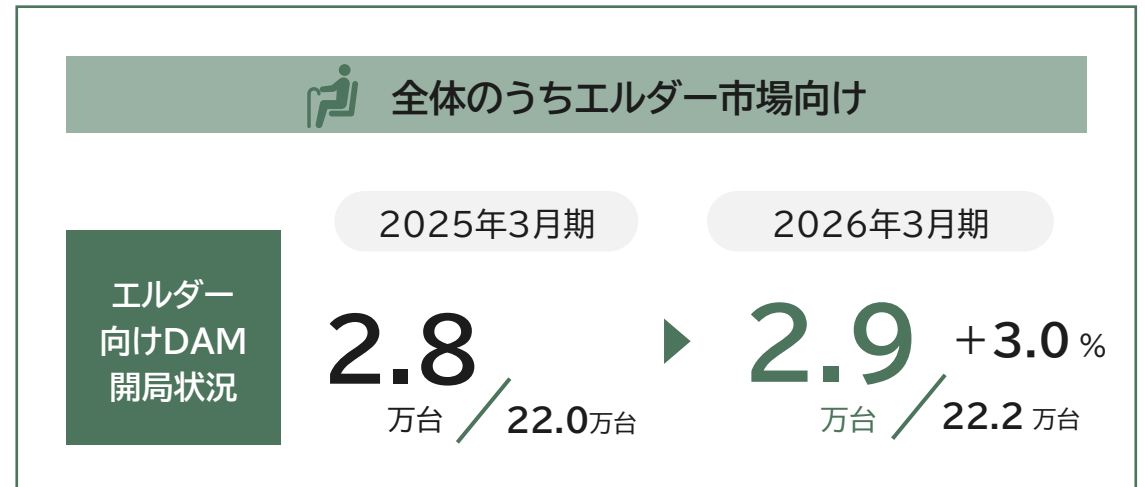 全体のうちエルダー市場向け
2025年3月期
2026年3月期
エルダー
向けDAM
開局状況
2.8
万台/22.0万台
2.9 +3.0 %
万台/22.2 万台